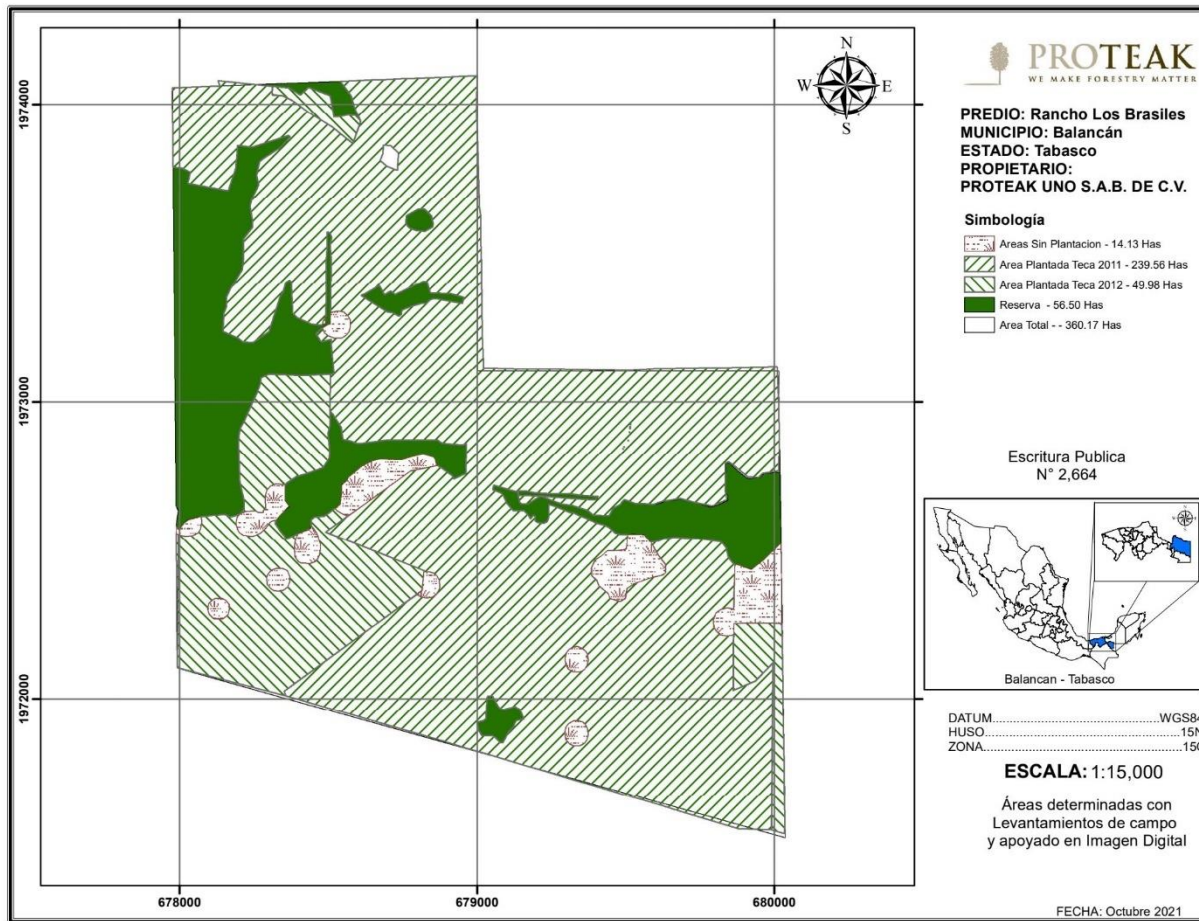 N
W E
S
1974000
1973000
1972000
678000 679000 680000
PROTEAK
WE MAKE FORESTRY MATTER
PREDIO: Rancho Los Brasiles
MUNICIPIO: Balancán
ESTADO: Tabasco
PROPIETARIO:
PROTEAK UNO S.A.B. DE C.V.
Simbología
Areas Sin Plantacion - 14.13 Has
Area Plantada Teca 2011 - 239.56 Has
Area Plantada Teca 2012 - 49.98 Has
Reserva - 56.50 Has
Area Total - - 360.17 Has
Escritura Publica
N° 2,664
Balancan - Tabasco
DATUM.............................WGS84
HUSO......................................15N
ZONA......................................15Q
ESCALA: 1:15,000
Áreas determinadas con
Levantamientos de campo
y apoyado en Imagen Digital
FECHA: Octubre 2021